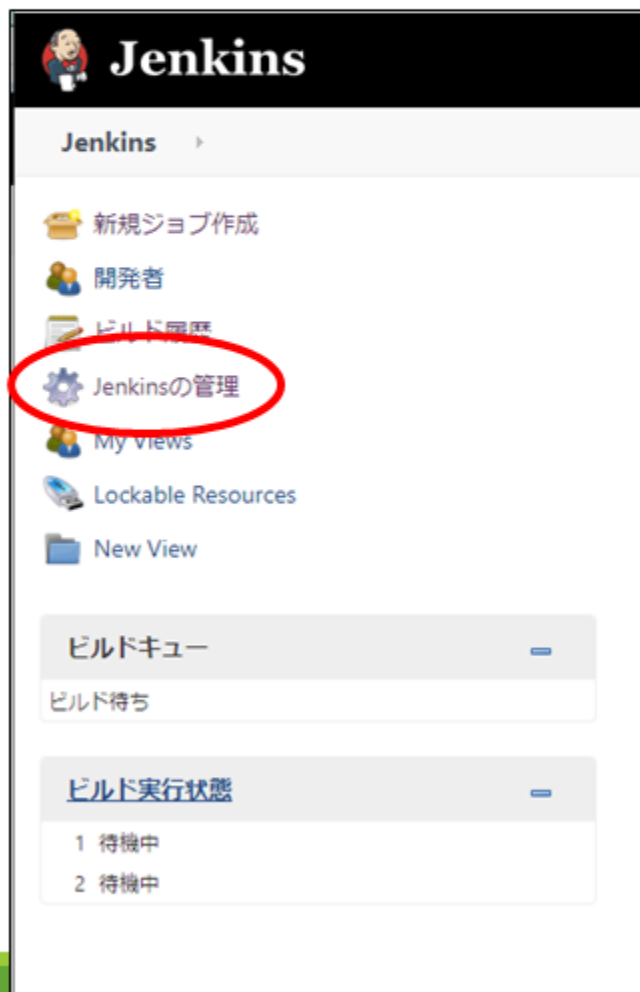 Jenkins
Jenkins
新規ジョブ作成
開発者
ビルド履歴
Jenkinsの管理
My Views
Lockable Resources
New View
ビルドキュー
ビルド待ち
ビルド実行状態
1 待機中
2 待機中